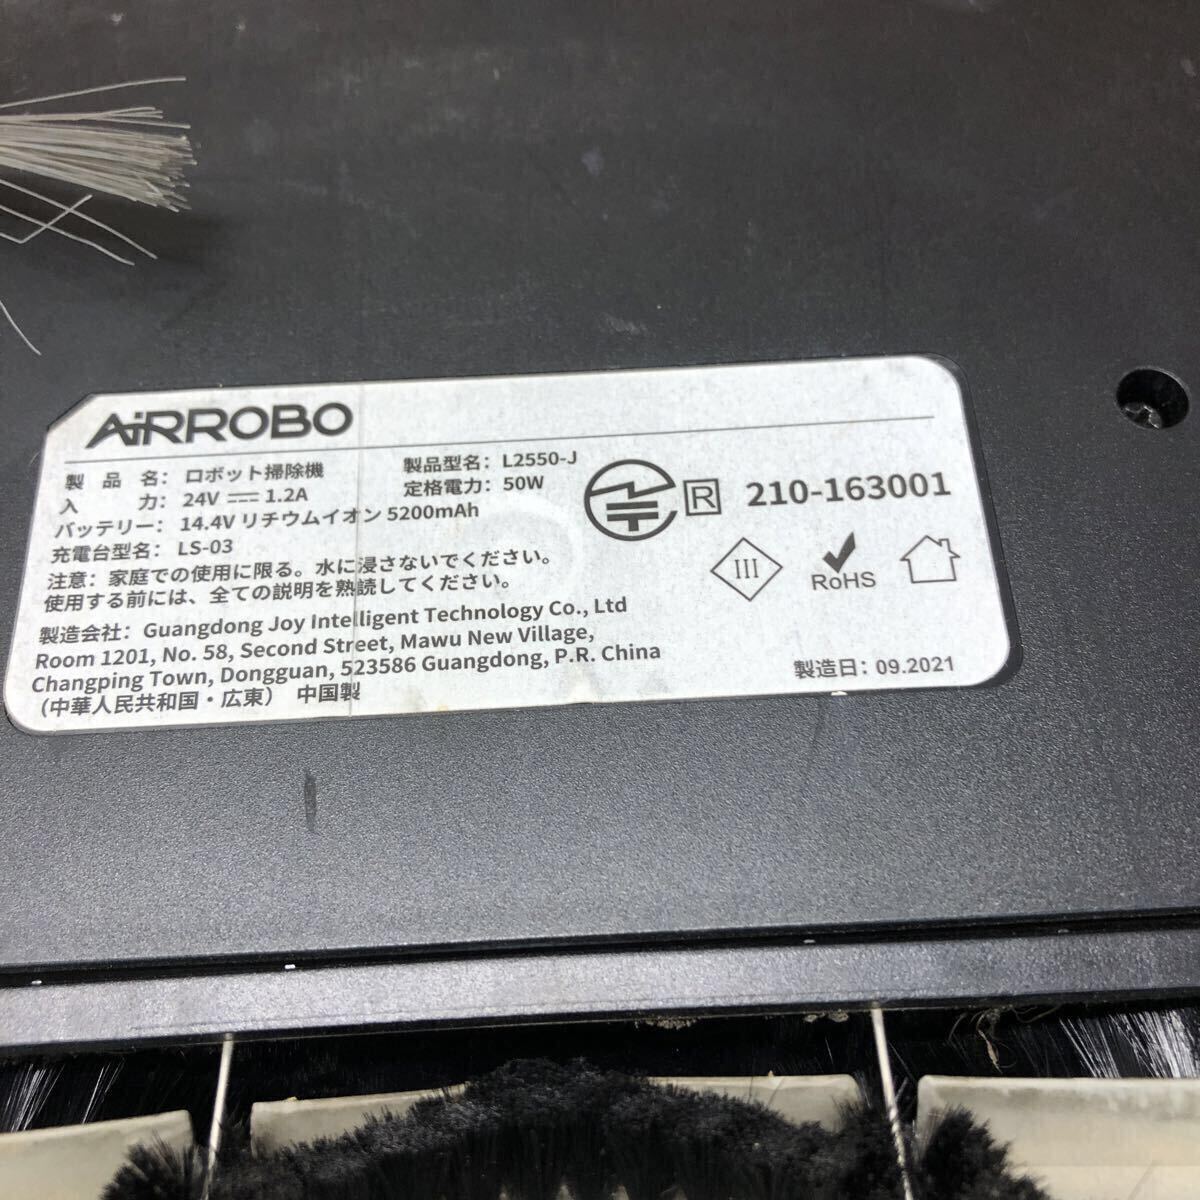 AiRROBO
製品名：ロボット掃除機 製品型名：L2550-J
入力：24V ⎓ 1.2A 定格電力：50W
バッテリー：14.4V リチウムイオン 5200mAh
充電台型名：LS-03
注意：家庭での使用に限る。水に浸さないでください。
使用する前には、全ての説明を熟読してください。
製造会社：Guangdong Joy Intelligent Technology Co., Ltd
Room 1201, No. 58, Second Street, Mawu New Village,
Changping Town, Dongguan, 523586 Guangdong, P.R. China
（中華人民共和国・広東） 中国製
R 210-163001
III RoHS
製造日：09.2021